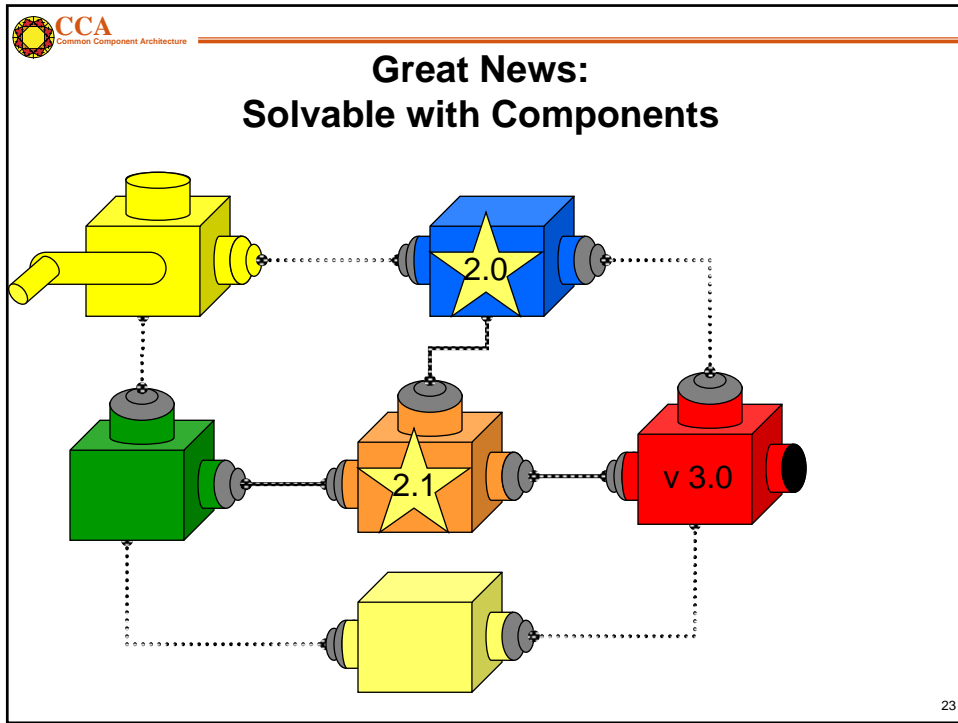 CCA
Common Component Architecture
Great News:
Solvable with Components
2.0
2.1
v 3.0
23